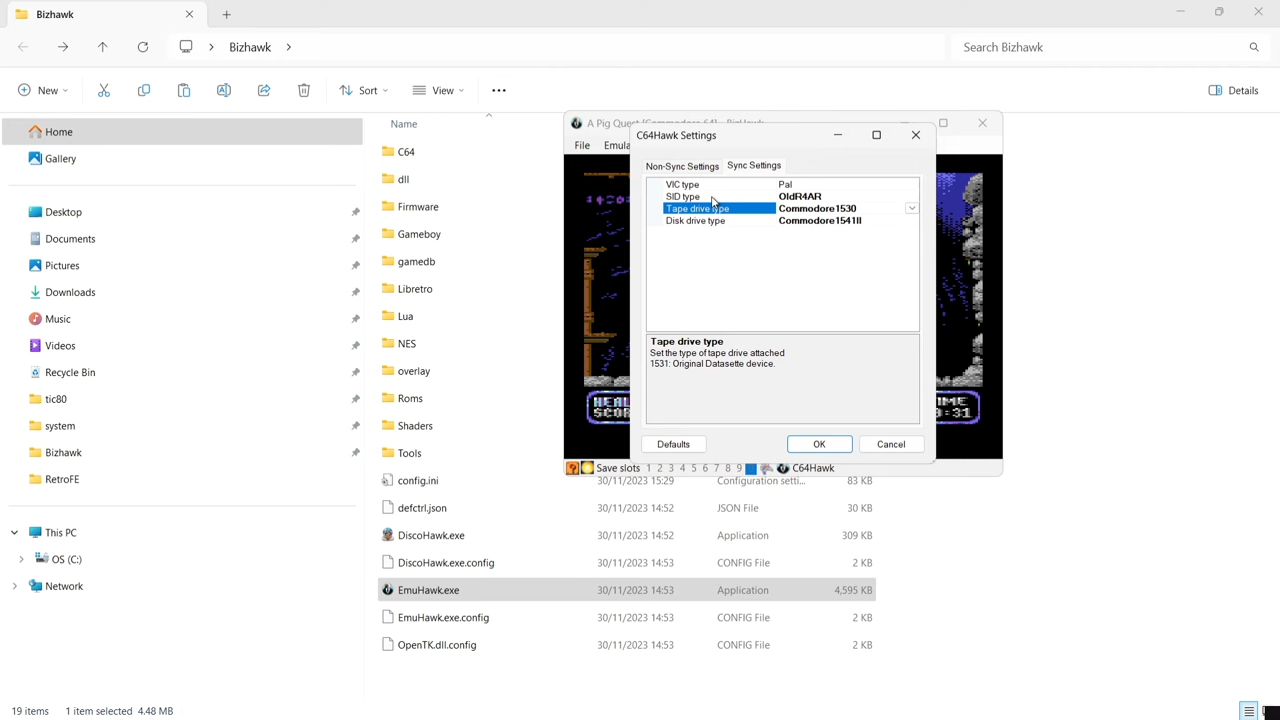 Bizhawk
Bizhawk
Search Bizhawk
New
Sort
View
Details
Home
Gallery
Desktop
Documents
Pictures
Downloads
Music
Videos
Recycle Bin
tic80
system
Bizhawk
RetroFE
This PC
OS (C:)
Network
Name
C64
dll
Firmware
Gameboy
gamedb
Libretro
Lua
NES
overlay
Roms
Shaders
Tools
config.ini 30/11/2023 15:29 Configuration setti... 83 KB
defctrl.json 30/11/2023 14:52 JSON File 30 KB
DiscoHawk.exe 30/11/2023 14:52 Application 309 KB
DiscoHawk.exe.config 30/11/2023 14:53 CONFIG File 2 KB
EmuHawk.exe 30/11/2023 14:53 Application 4,595 KB
EmuHawk.exe.config 30/11/2023 14:53 CONFIG File 2 KB
OpenTK.dll.config 30/11/2023 14:53 CONFIG File 2 KB
A Pig Quest
File Emula
C64Hawk Settings
Non-Sync Settings Sync Settings
VIC type Pal
SID type OldR4AR
Tape drive type Commodore1530
Disk drive type Commodore1541II
Tape drive type
Set the type of tape drive attached
1531: Original Datasette device.
Defaults OK Cancel
HEAL
SCOR
IME
:31
Save slots 1 2 3 4 5 6 7 8 9 C64Hawk
19 items 1 item selected 4.48 MB